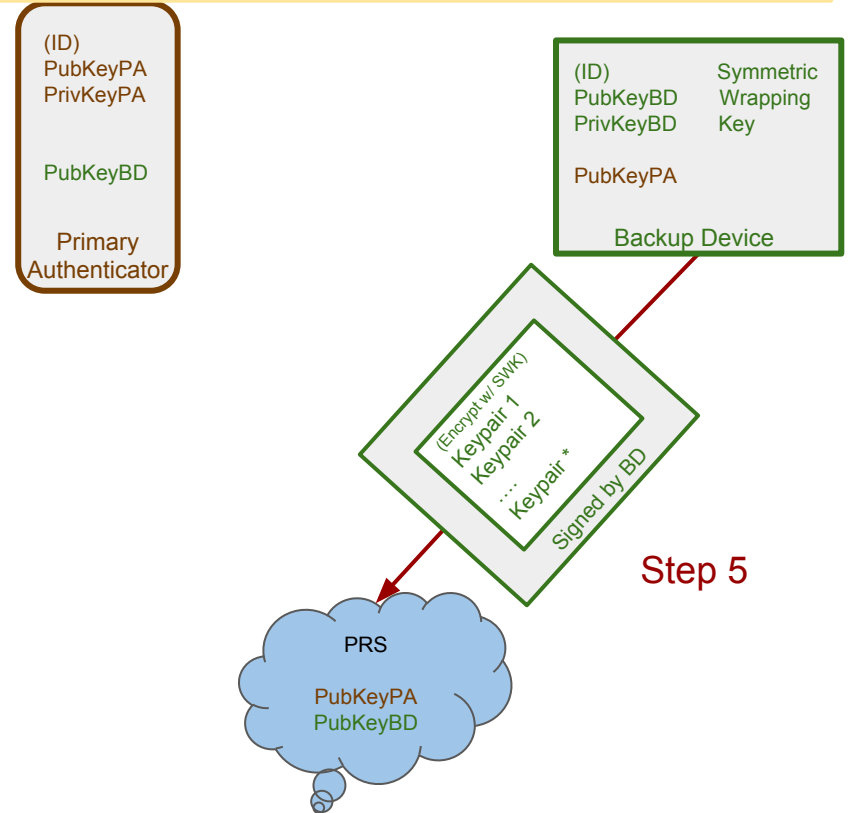 (ID)
PubKeyPA
PrivKeyPA
PubKeyBD
Primary
Authenticator
(ID) Symmetric
PubKeyBD Wrapping
PrivKeyBD Key
PubKeyPA
Backup Device
(Encrypt w/ SWK)
Keypair 1
Keypair 2
....
Keypair *
Signed by BD
Step 5
PRS
PubKeyPA
PubKeyBD